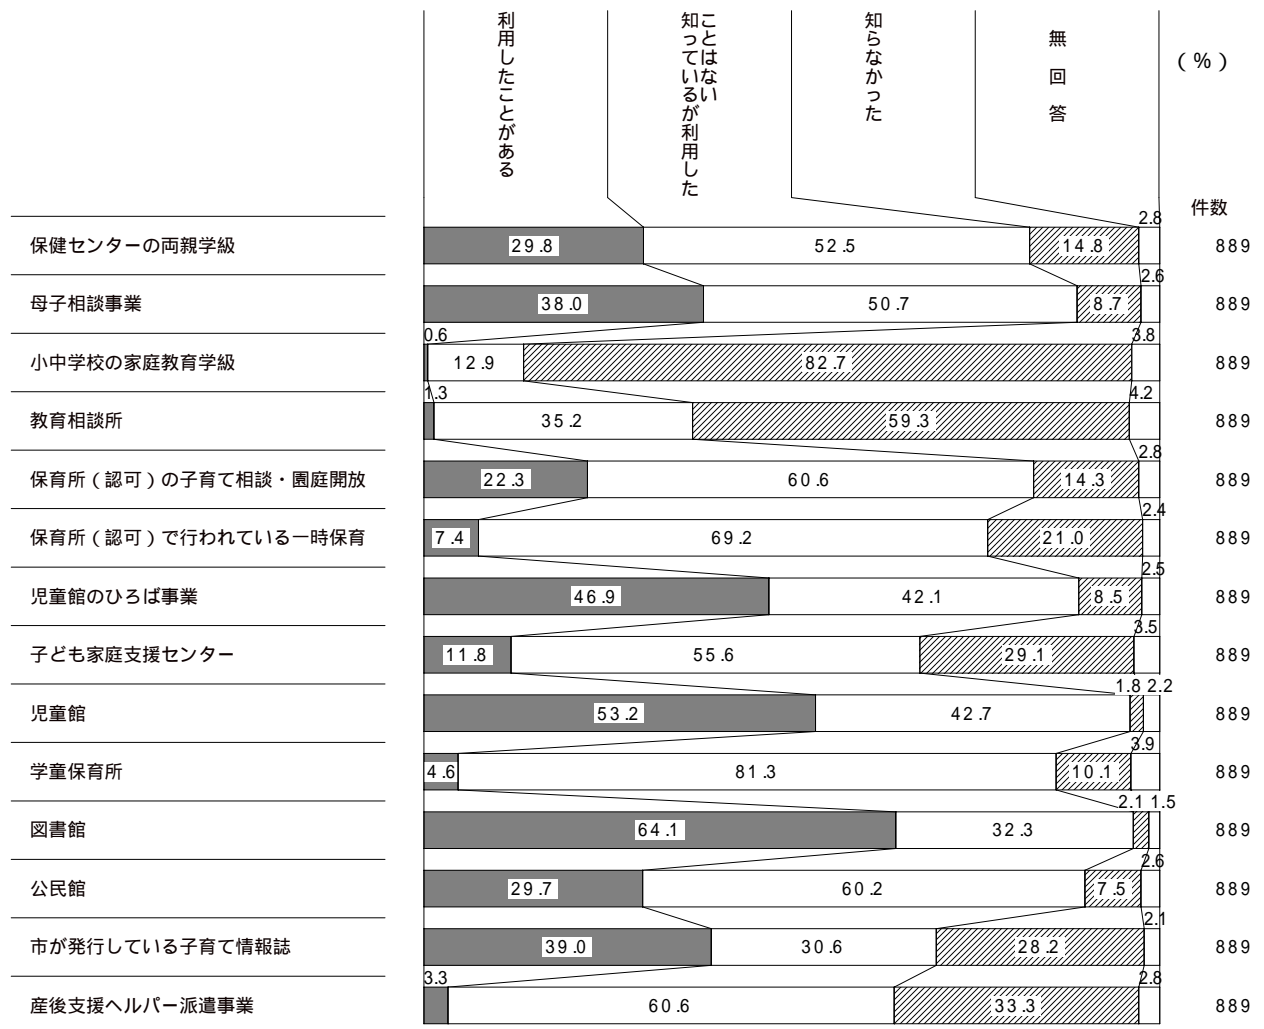 利用したことがある
知っているが利用した
ことはない
知らなかった
無回答
(%)
件数
2.8
保健センターの両親学級 29.8 52.5 14.8 889
2.6
母子相談事業 38.0 50.7 8.7 889
0.6 3.8
小中学校の家庭教育学級 12.9 82.7 889
1.3 4.2
教育相談所 35.2 59.3 889
2.8
保育所(認可)の子育て相談・園庭開放 22.3 60.6 14.3 889
2.4
保育所(認可)で行われている一時保育 7.4 69.2 21.0 889
2.5
児童館のひろば事業 46.9 42.1 8.5 889
3.5
子ども家庭支援センター 11.8 55.6 29.1 889
1.8 2.2
児童館 53.2 42.7 889
3.9
学童保育所 4.6 81.3 10.1 889
2.1 1.5
図書館 64.1 32.3 889
2.6
公民館 29.7 60.2 7.5 889
2.1
市が発行している子育て情報誌 39.0 30.6 28.2 889
3.3 2.8
産後支援ヘルパー派遣事業 60.6 33.3 889